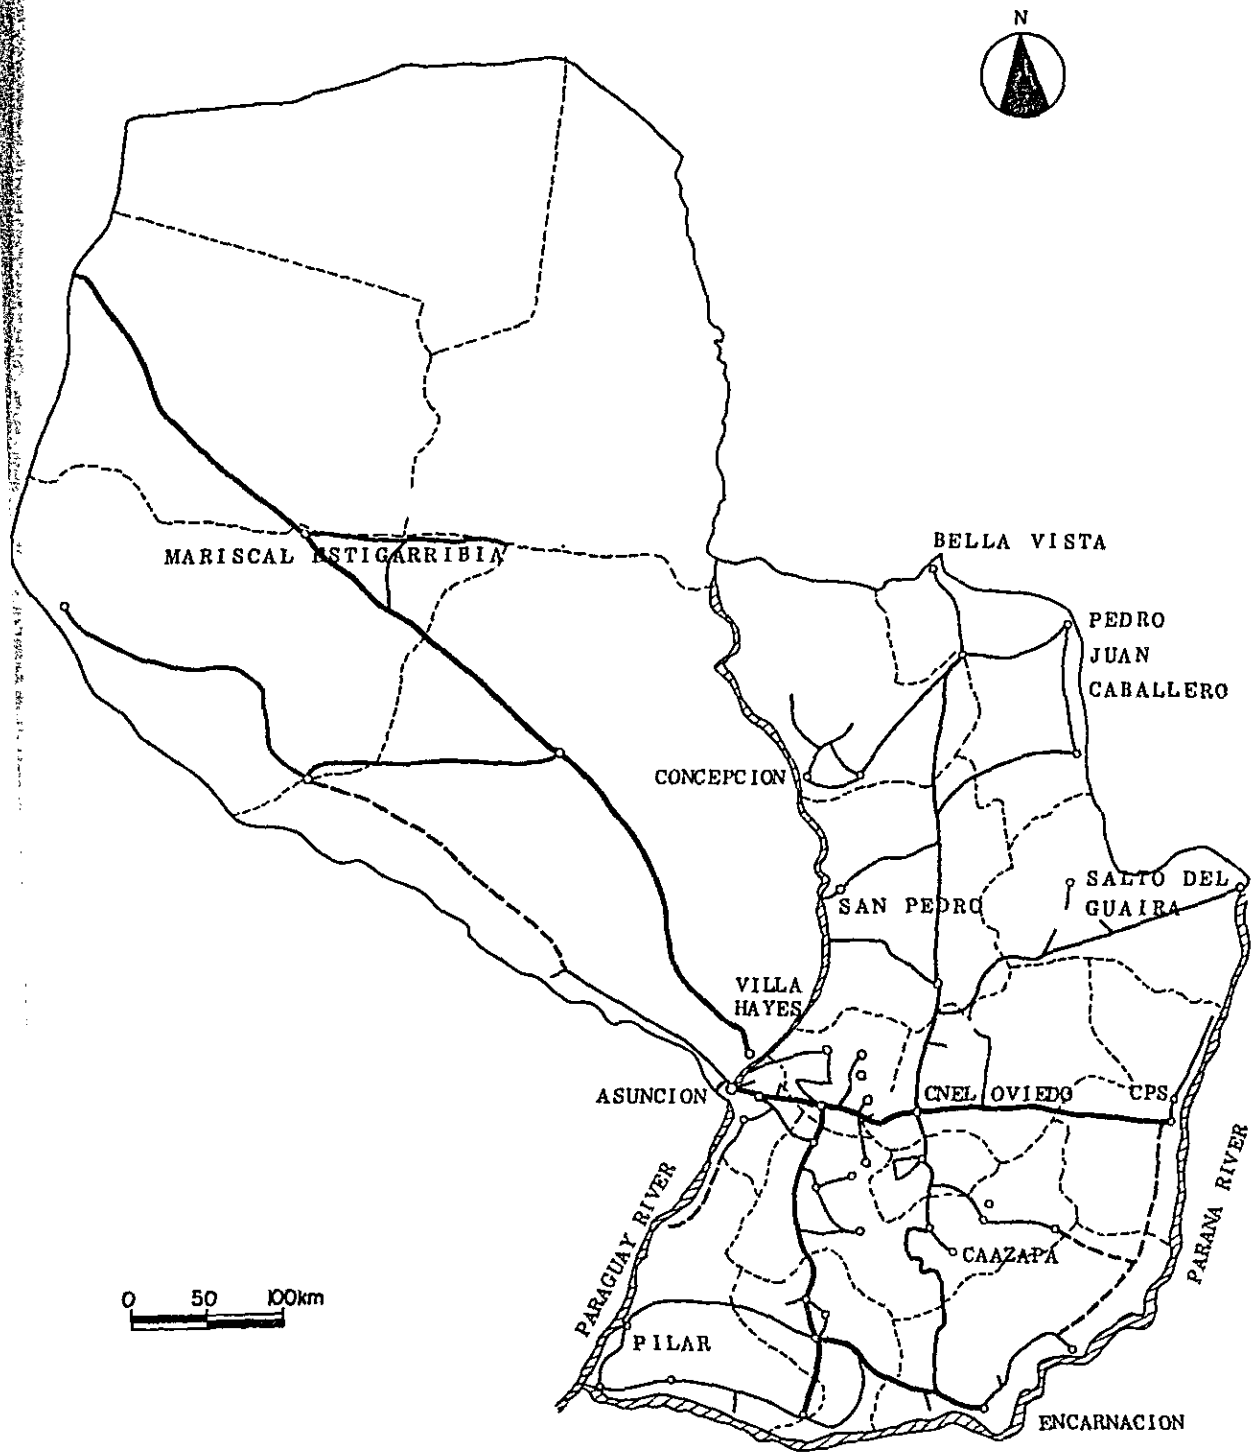 N
BELLA VISTA
MARISCAL ESTIGARRIBIA
PEDRO
JUAN
CABALLERO
CONCEPCION
SALTO DEL
GUAIRA
SAN PEDRO
VILLA
HAYES
ASUNCION
CNEL OVIEDO
CPS
PARAGUAY RIVER
PARANA RIVER
CAAZAPA
0 50 100km
PILAR
ENCARNACION